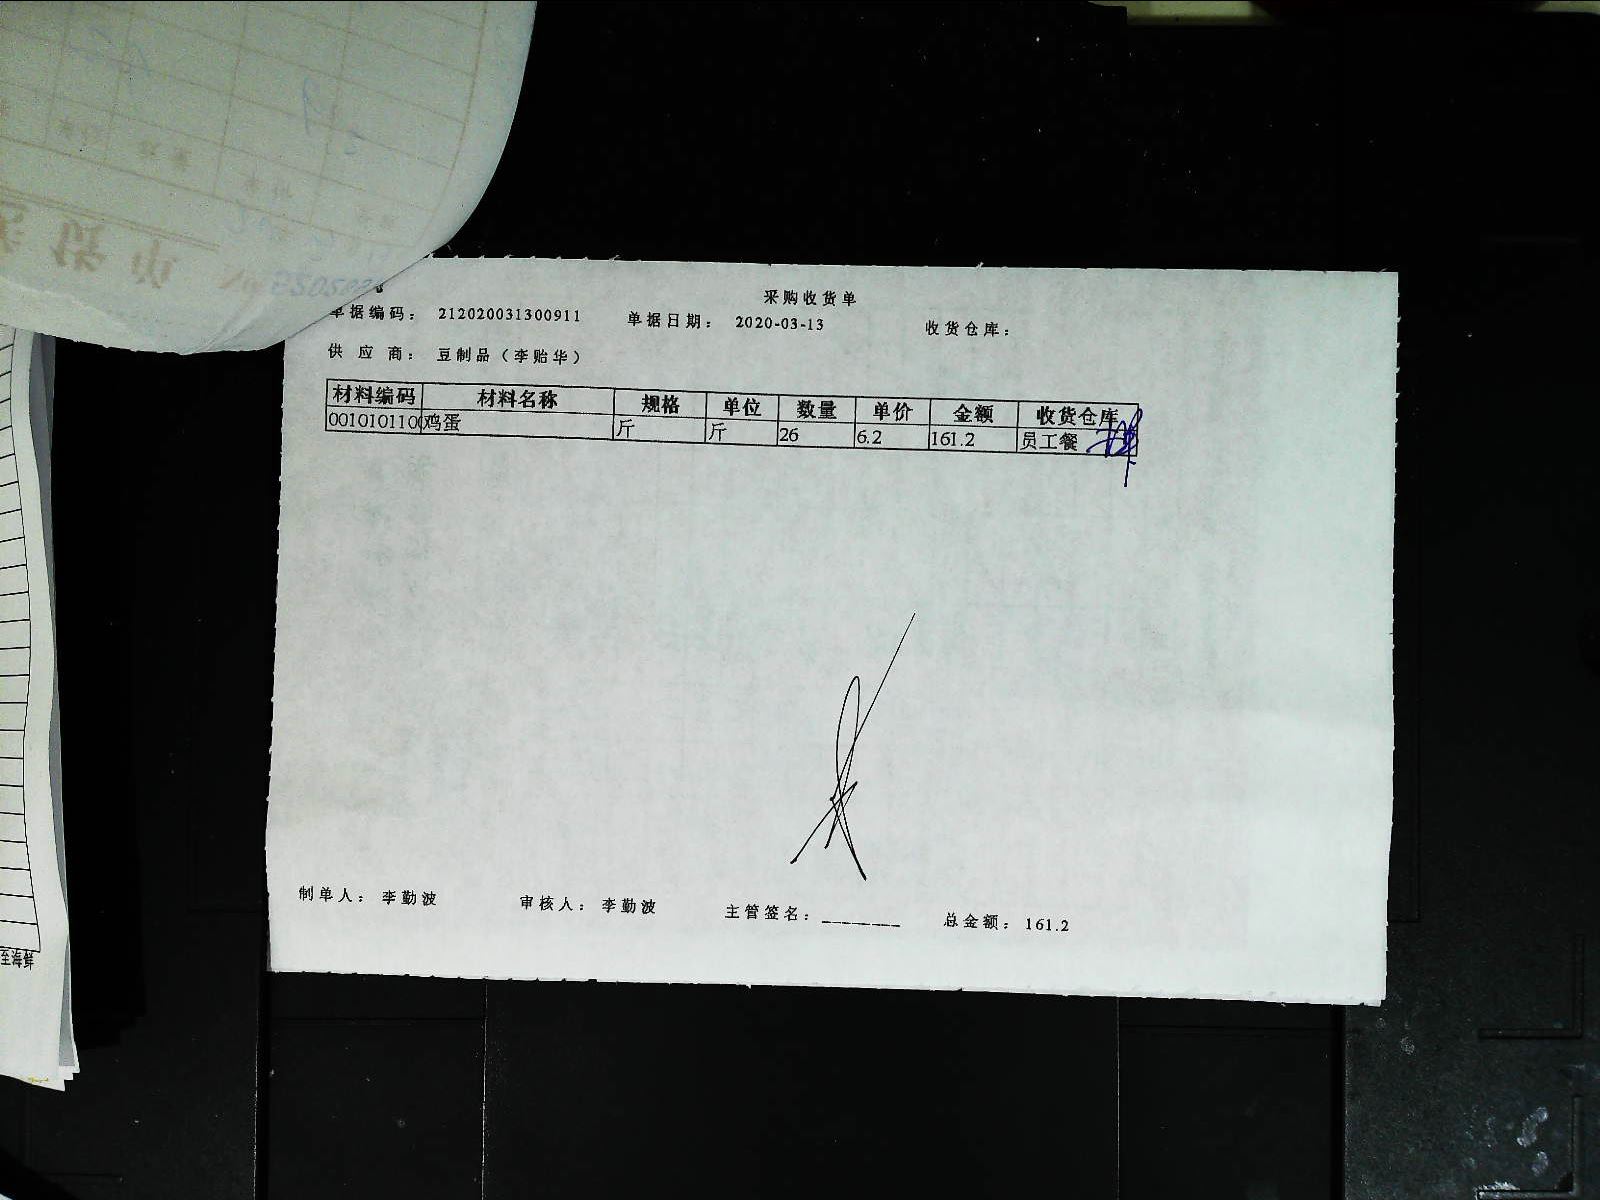 采购收货单
单据编码： 212020031300911 单据日期： 2020-03-13 收货仓库：
供 应 商： 豆制品（李贻华）
材料编码 材料名称 规格 单位 数量 单价 金额 收货仓库
0010101100 鸡蛋 斤 斤 26 6.2 161.2 员工餐
制单人： 李勤波 审核人： 李勤波 主管签名：________ 总金额： 161.2
至海鲜